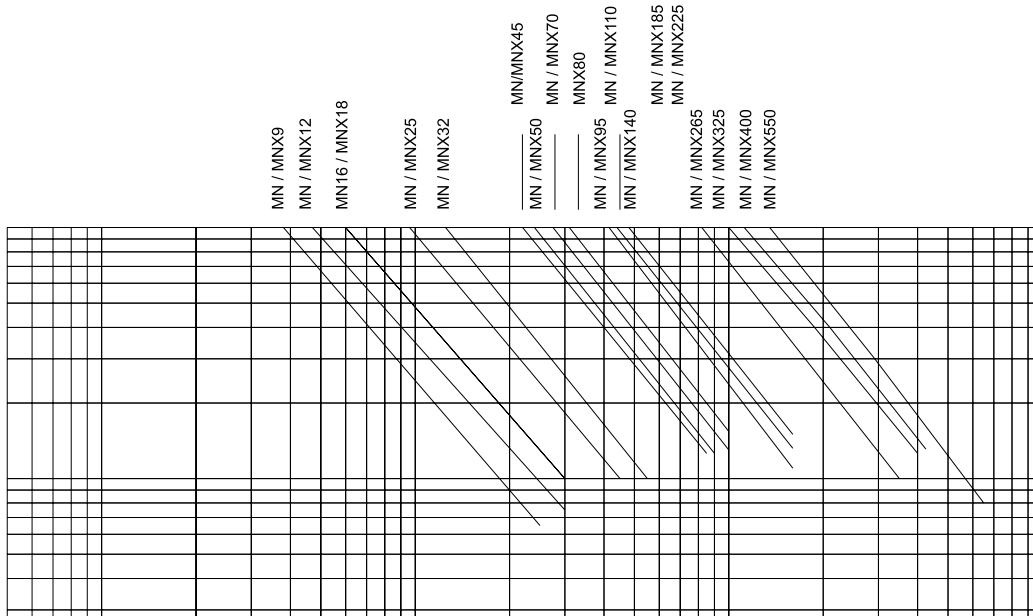 MN / MNX9
MN / MNX12
MN16 / MNX18
MN / MNX25
MN / MNX32
MN/MNX45
MN / MNX50
MN / MNX70
MNX80
MN / MNX95
MN / MNX110
MN / MNX140
MN / MNX185
MN / MNX225
MN / MNX265
MN / MNX325
MN / MNX400
MN / MNX550